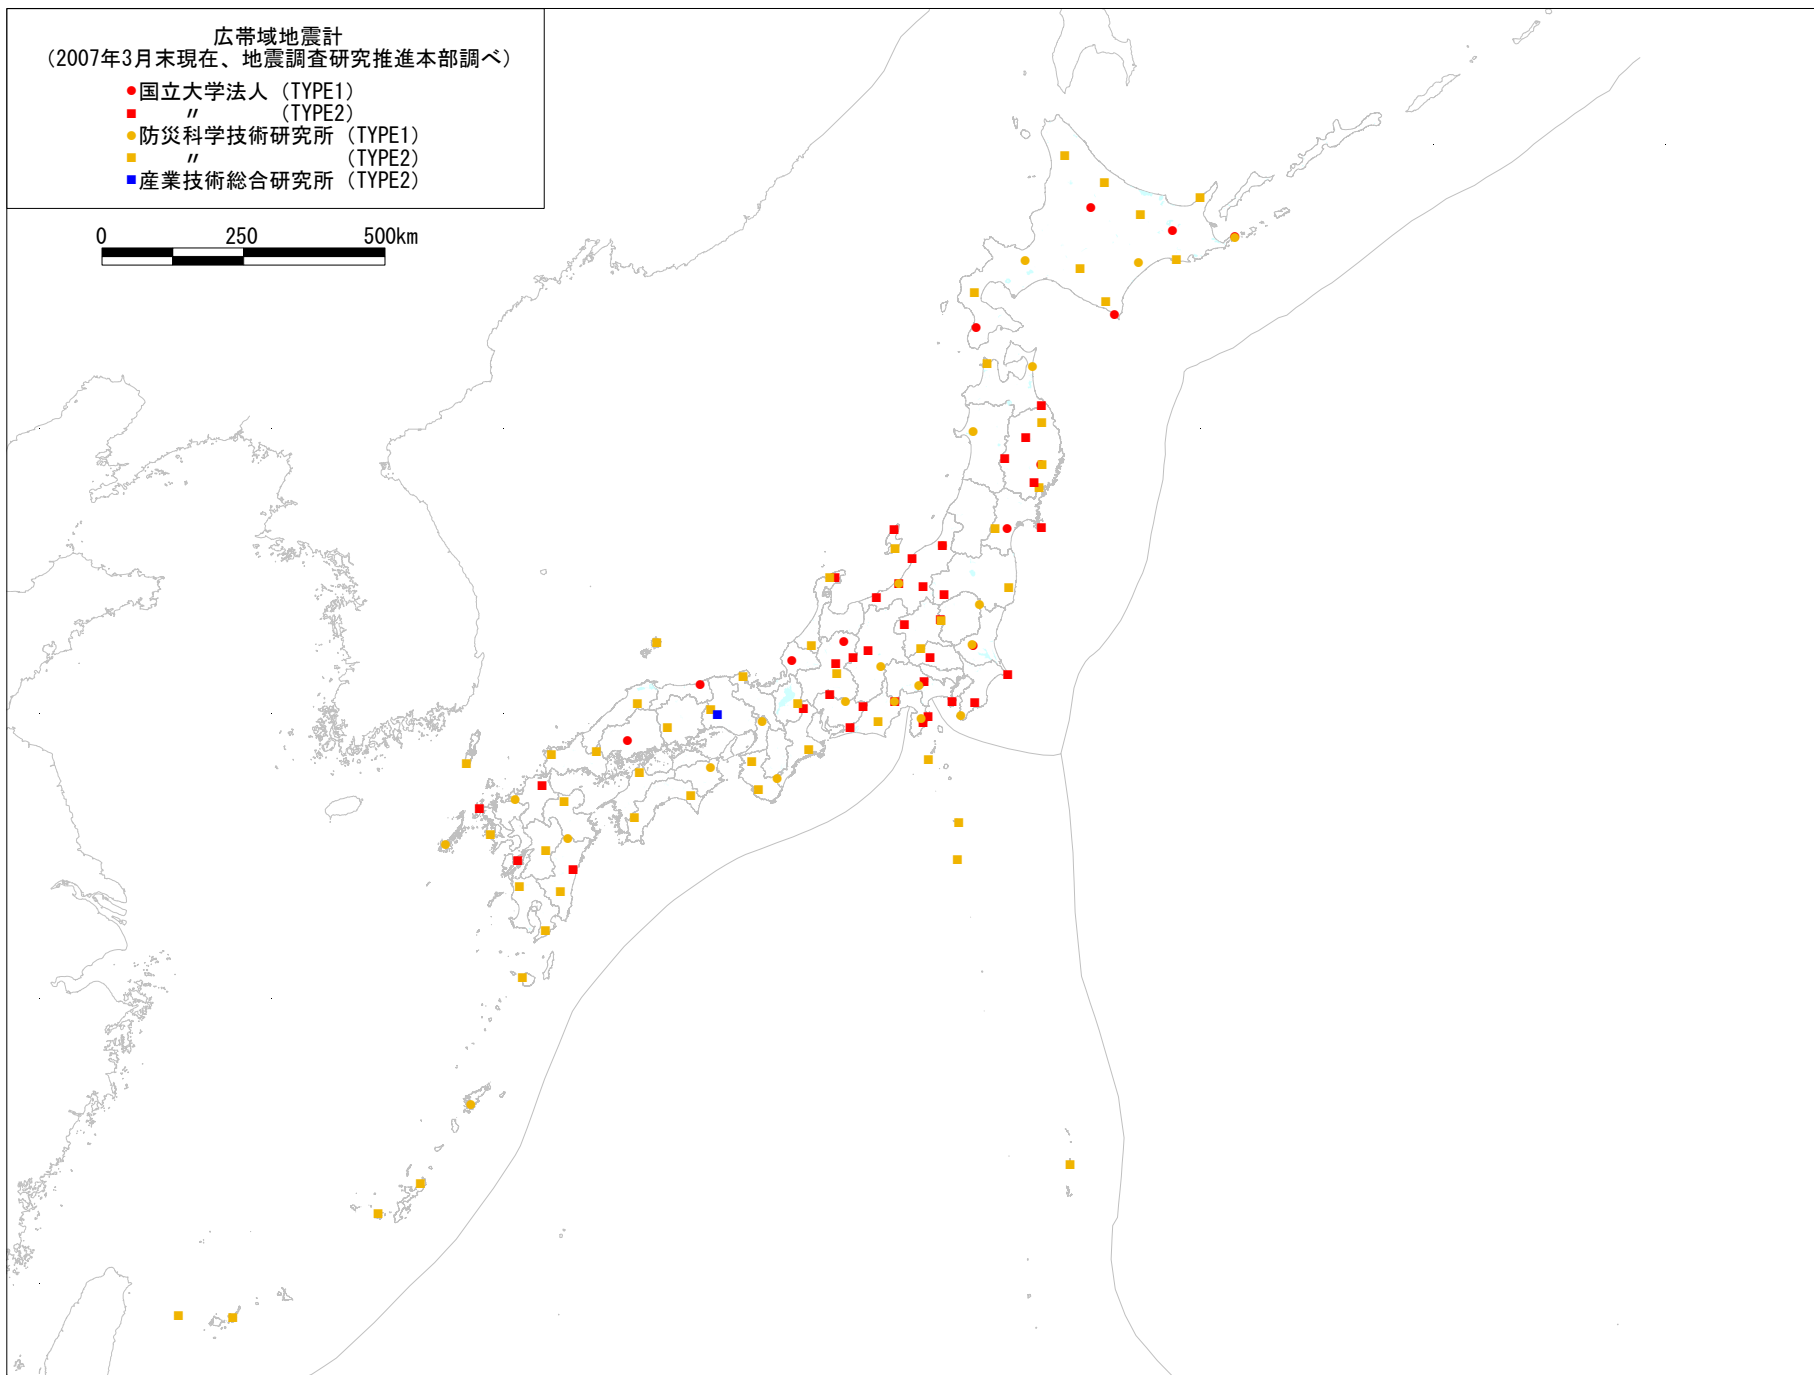 広帯域地震計
(2007年3月末現在、地震調査研究推進本部調べ)
国立大学法人 (TYPE1)
〃 (TYPE2)
防災科学技術研究所 (TYPE1)
〃 (TYPE2)
産業技術総合研究所 (TYPE2)
0 250 500km